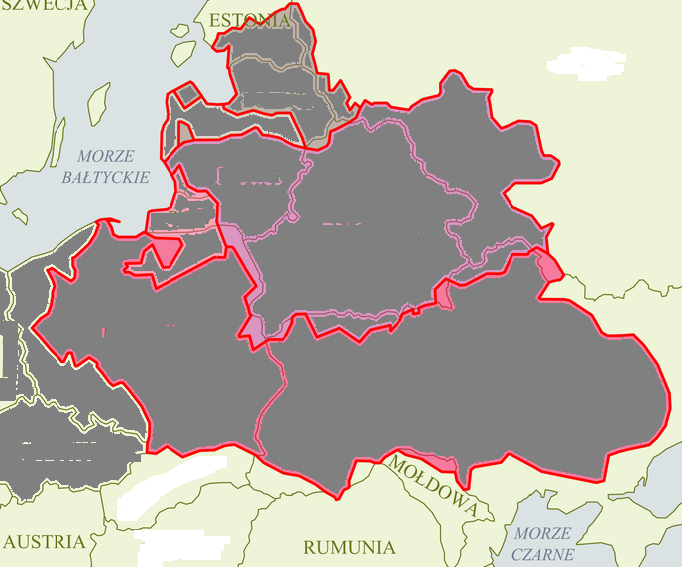 SZWECJA
ESTONIA
MORZE
BAŁTYCKIE
MOŁDOWA
AUSTRIA
RUMUNIA
MORZE
CZARNE